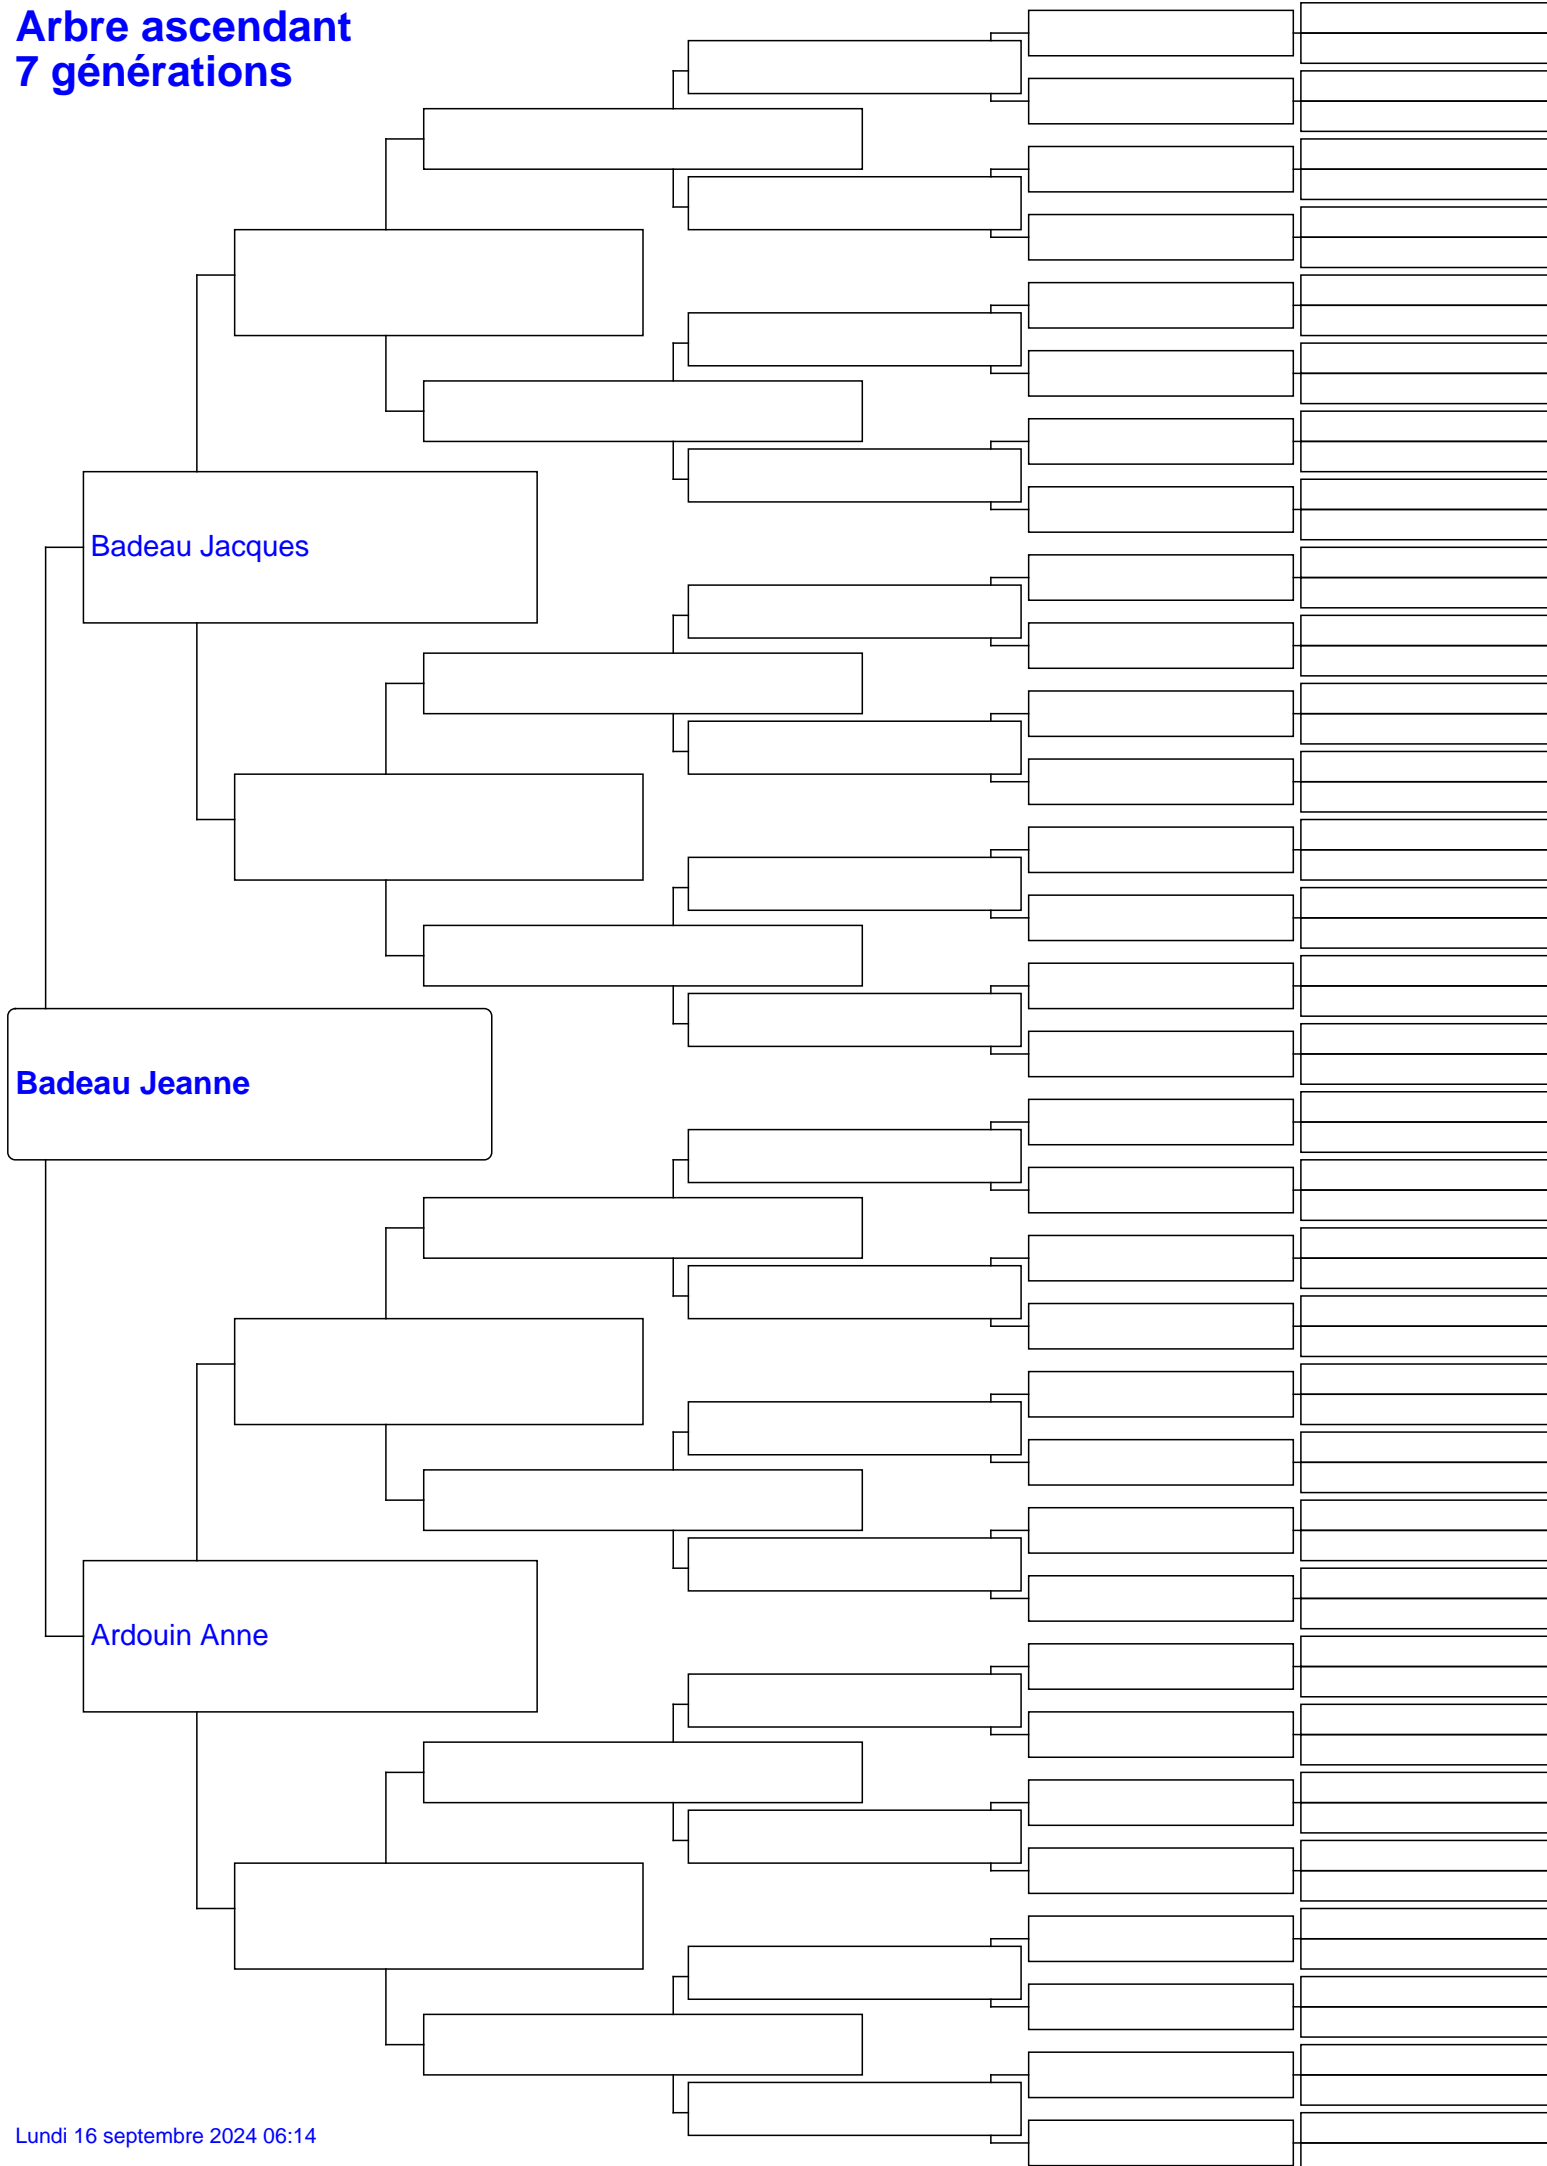 Arbre ascendant
7 générations
Badeau Jacques
Badeau Jeanne
Ardouin Anne
Lundi 16 septembre 2024 06:14